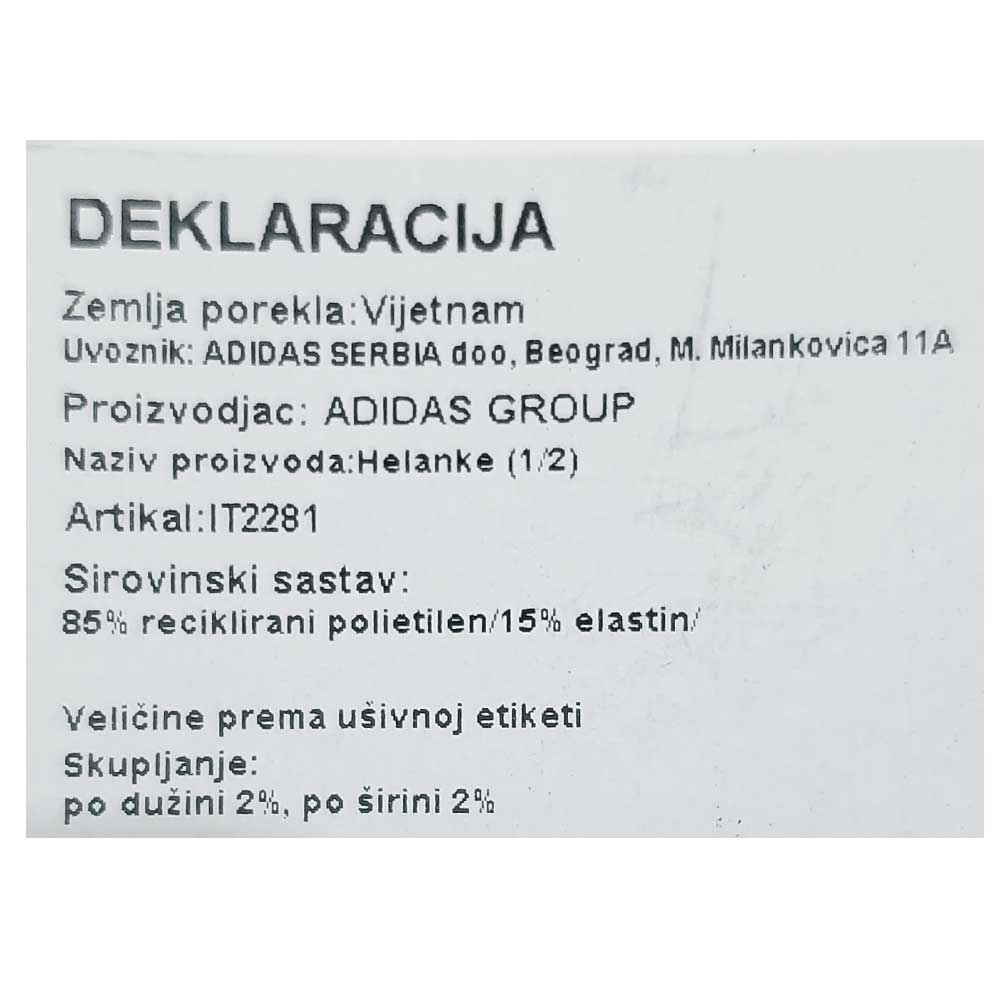 DEKLARACIJA
Zemlja porekla:Vijetnam
Uvoznik: ADIDAS SERBIA doo, Beograd, M. Milankovica 11A
Proizvodjac: ADIDAS GROUP
Naziv proizvoda:Helanke (1/2)
Artikal:IT2281
Sirovinski sastav:
85% reciklirani polietilen/15% elastin/
Veličine prema ušivnoj etiketi
Skupljanje:
po dužini 2%, po širini 2%